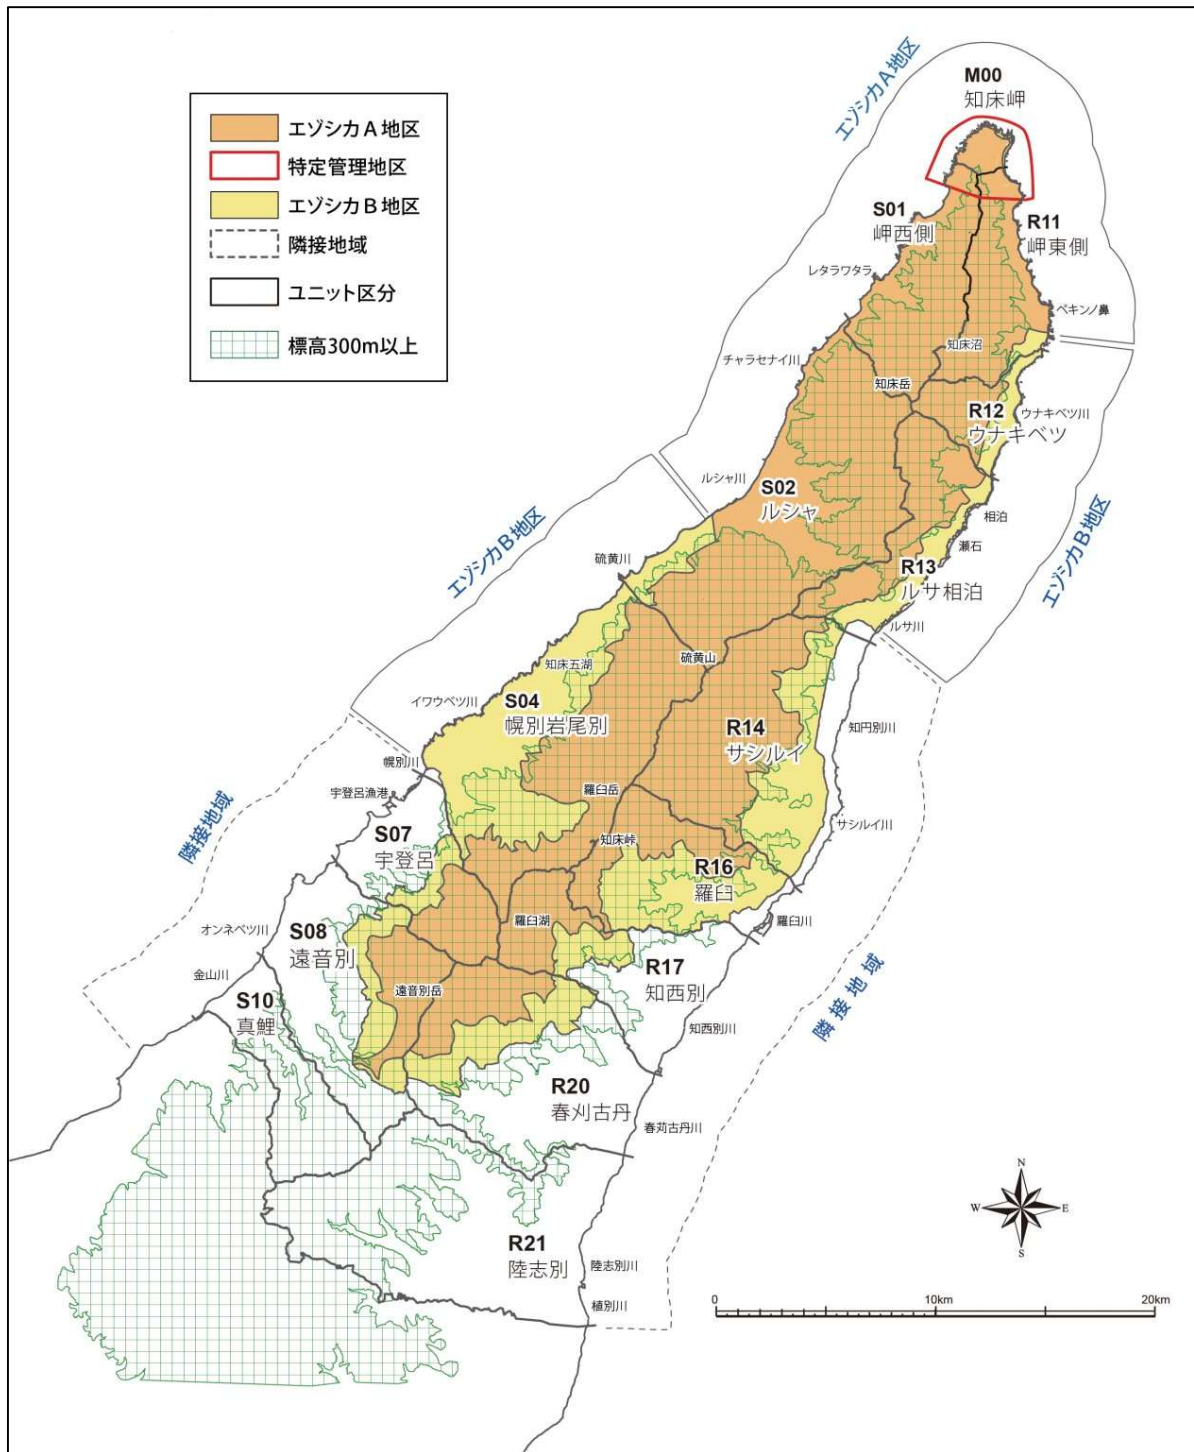 エゾシカA地区
特定管理地区
エゾシカB地区
隣接地域
ユニット区分
標高300m以上
エゾシカA地区
M00
知床岬
S01
岬西側
R11
岬東側
レタラワタラ
ペキンノ鼻
チャラセナイ川
知床沼
知床岳
R12
ウナキベツ
ウナキベツ川
ルシャ川
S02
ルシャ
相泊
瀬石
エゾシカB地区
エゾシカB地区
硫黄川
R13
ルサ相泊
ルサ川
知床五湖
硫黄山
イワウベツ川
S04
幌別岩尾別
R14
サシルイ
知円別川
幌別川
宇登呂漁港
羅臼岳
サシルイ川
隣接地域
S07
宇登呂
知床峠
R16
羅臼
オンネベツ川
S08
遠音別
羅臼湖
羅臼川
金山川
S10
真鯉
遠音別岳
R17
知西別
知西別川
隣接地域
R20
春刈古丹
春苅古丹川
R21
陸志別
陸志別川
植別川
N
W
E
S
0
10km
20km